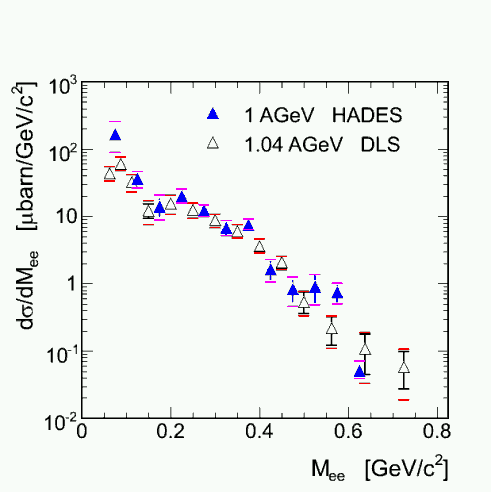 dσ/dM_ee [μbarn/GeV/c²]
10³
10²
10
1
10⁻¹
10⁻²
1 AGeV HADES
1.04 AGeV DLS
0 0.2 0.4 0.6 0.8
M_ee [GeV/c²]